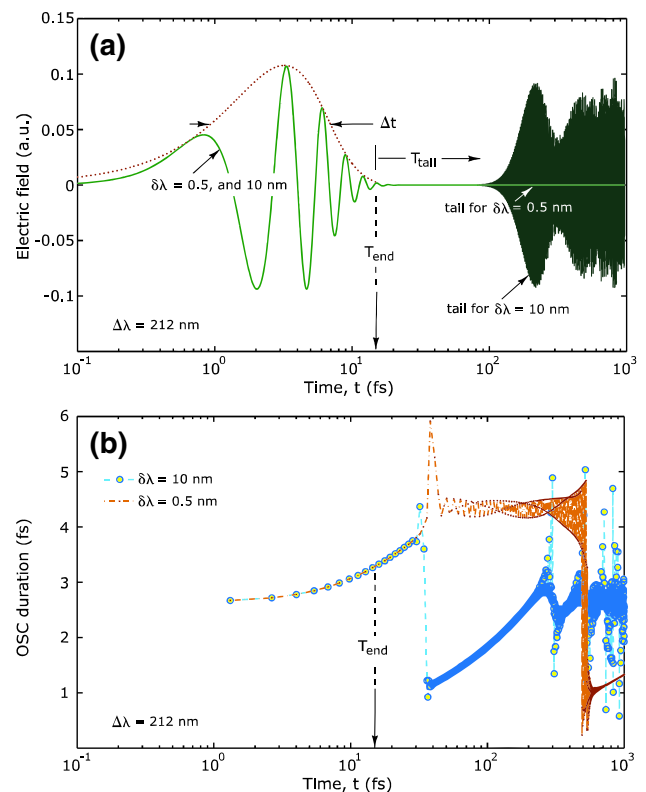 (a)
0.15
0.10
0.05
0
-0.05
-0.1
Electric field (a.u.)
Δt
T_tall
δλ = 0.5, and 10 nm
tail for δλ = 0.5 nm
T_end
tail for δλ = 10 nm
Δλ = 212 nm
10^-1 10^0 10^1 10^2 10^3
Time, t (fs)
(b)
6
5
4
3
2
1
OSC duration (fs)
δλ = 10 nm
δλ = 0.5 nm
T_end
Δλ = 212 nm
10^-1 10^0 10^1 10^2 10^3
TIme, t (fs)